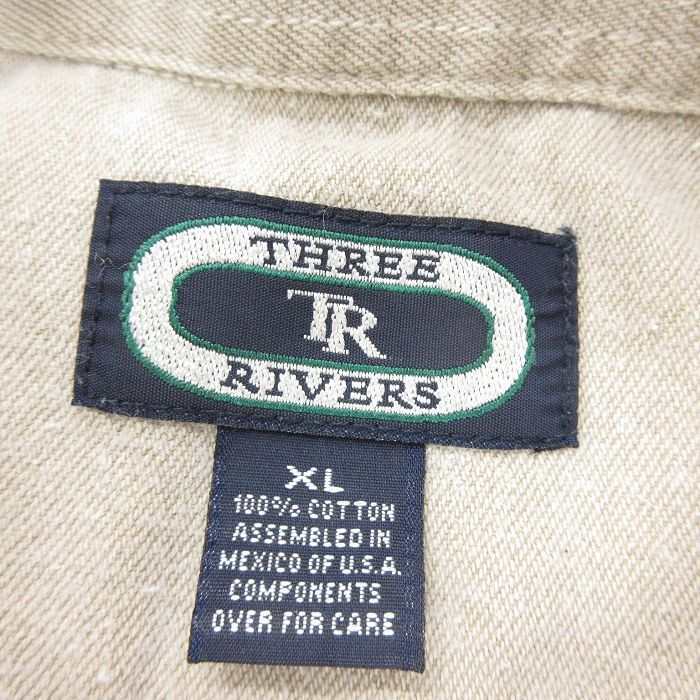 THREE
TR
RIVERS
XL
100% COTTON
ASSEMBLED IN
MEXICO OF U.S.A.
COMPONENTS
OVER FOR CARE